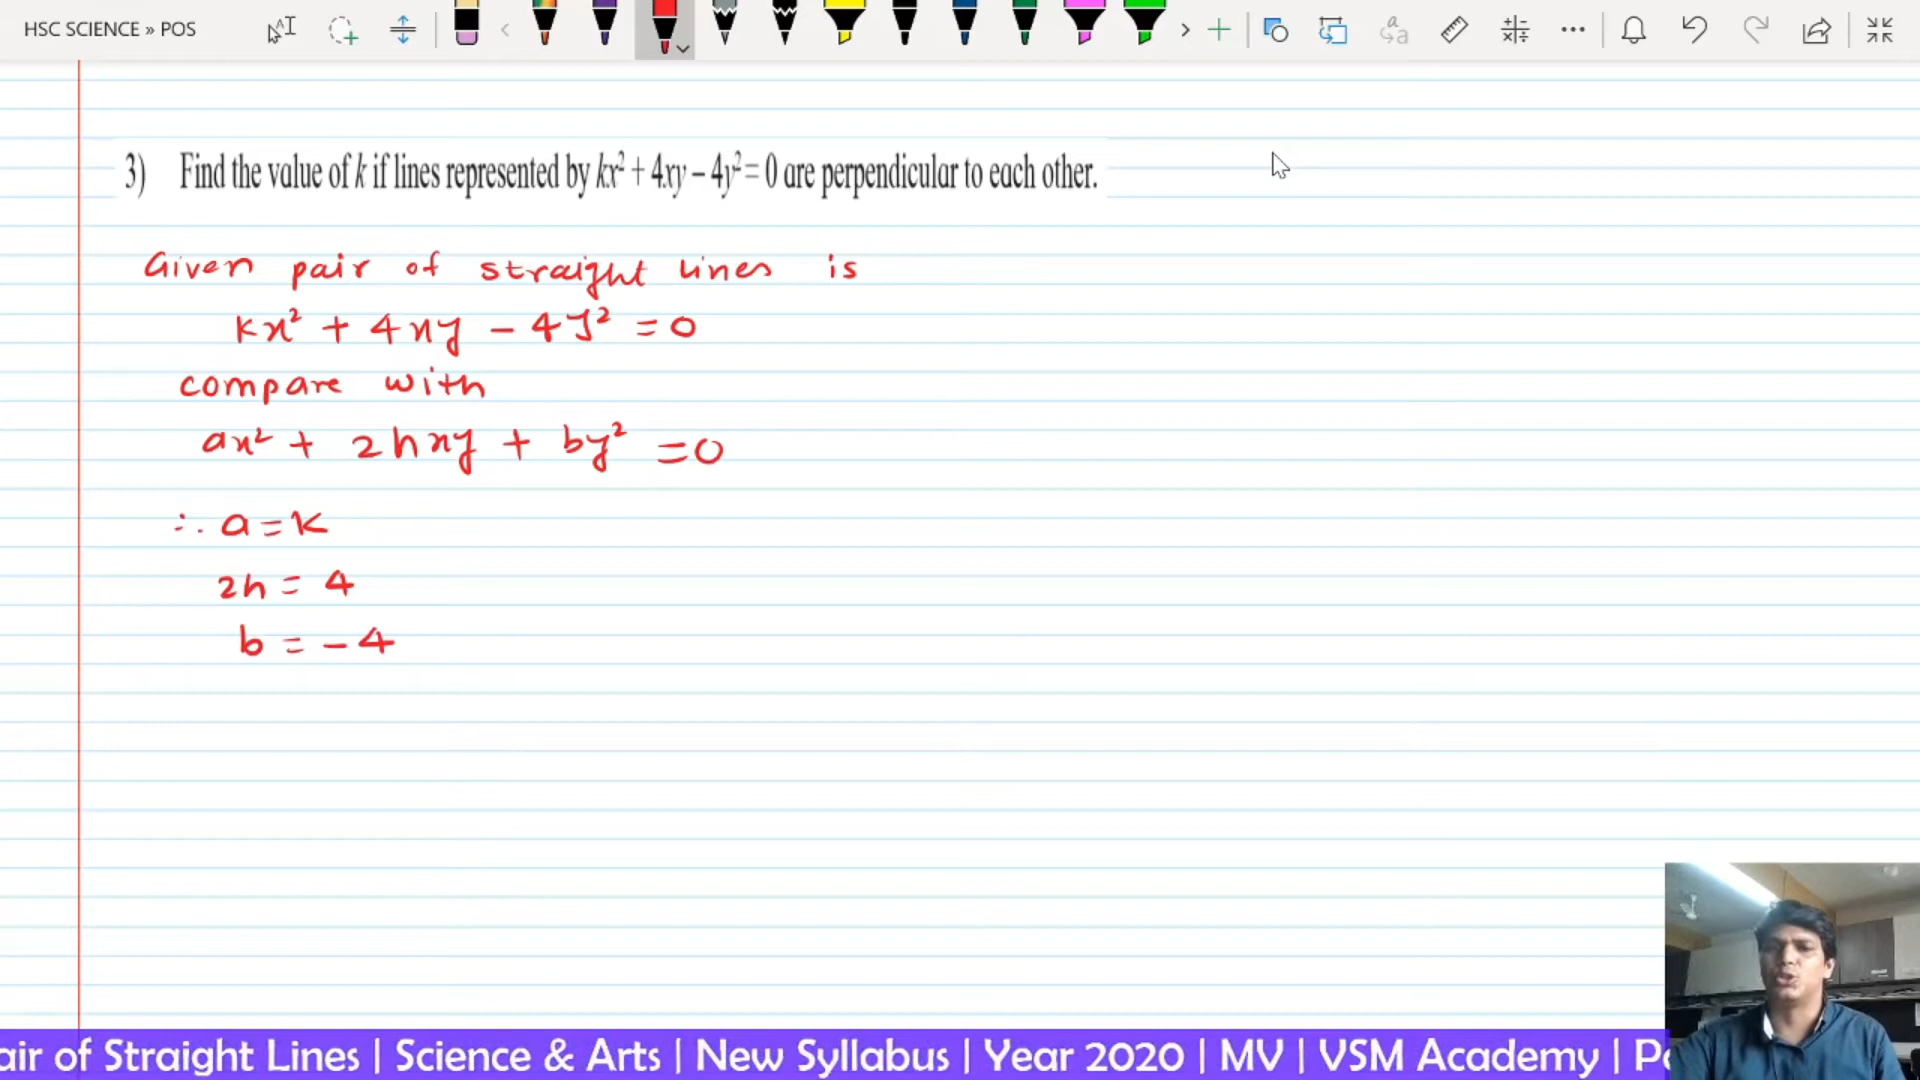 HSC SCIENCE » POS
3) Find the value of k if lines represented by kx² + 4xy – 4y² = 0 are perpendicular to each other.
Given pair of straight lines is
kx² + 4xy – 4y² = 0
compare with
ax² + 2hxy + by² = 0
∴ a = k
2h = 4
b = – 4
air of Straight Lines | Science & Arts | New Syllabus | Year 2020 | MV | VSM Academy |